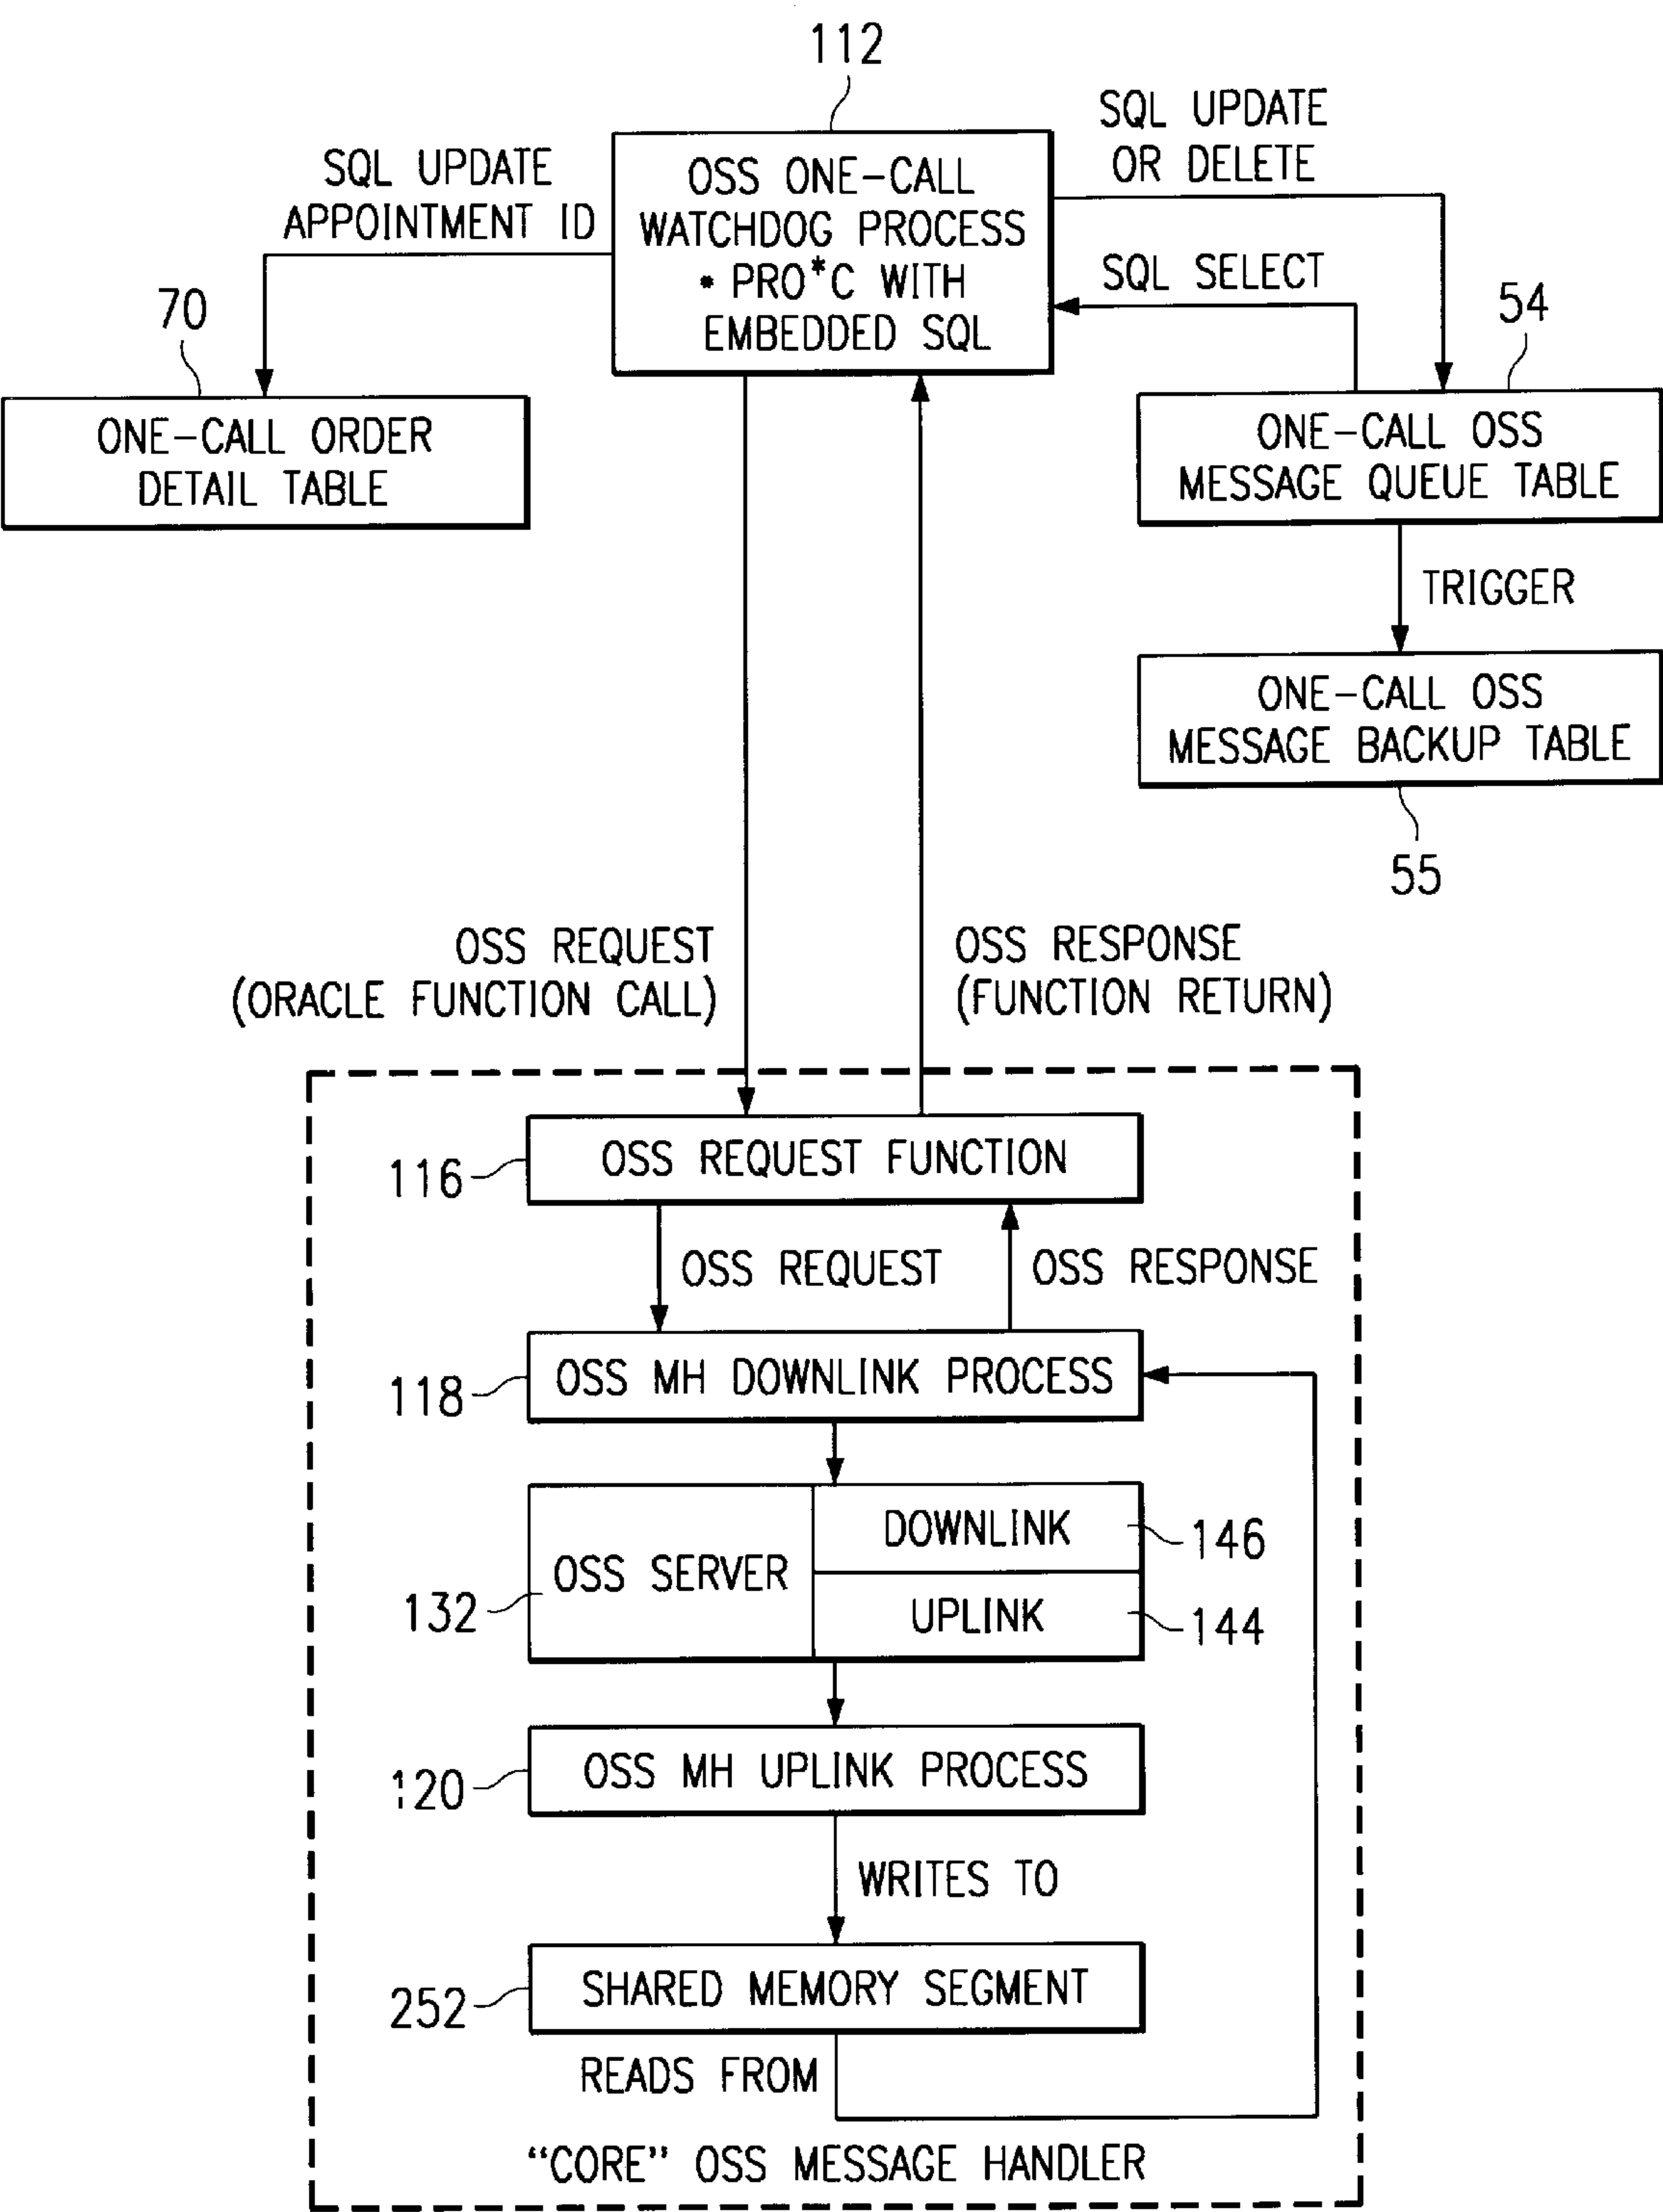 112
SQL UPDATE
OR DELETE
SQL UPDATE
APPOINTMENT ID
OSS ONE-CALL
WATCHDOG PROCESS
• PRO*C WITH
EMBEDDED SQL
SQL SELECT
70
54
ONE-CALL ORDER
DETAIL TABLE
ONE-CALL OSS
MESSAGE QUEUE TABLE
TRIGGER
ONE-CALL OSS
MESSAGE BACKUP TABLE
55
OSS REQUEST
(ORACLE FUNCTION CALL)
OSS RESPONSE
(FUNCTION RETURN)
OSS REQUEST FUNCTION
116
OSS REQUEST
OSS RESPONSE
OSS MH DOWNLINK PROCESS
118
DOWNLINK
146
OSS SERVER
132
UPLINK
144
OSS MH UPLINK PROCESS
120
WRITES TO
SHARED MEMORY SEGMENT
252
READS FROM
“CORE” OSS MESSAGE HANDLER